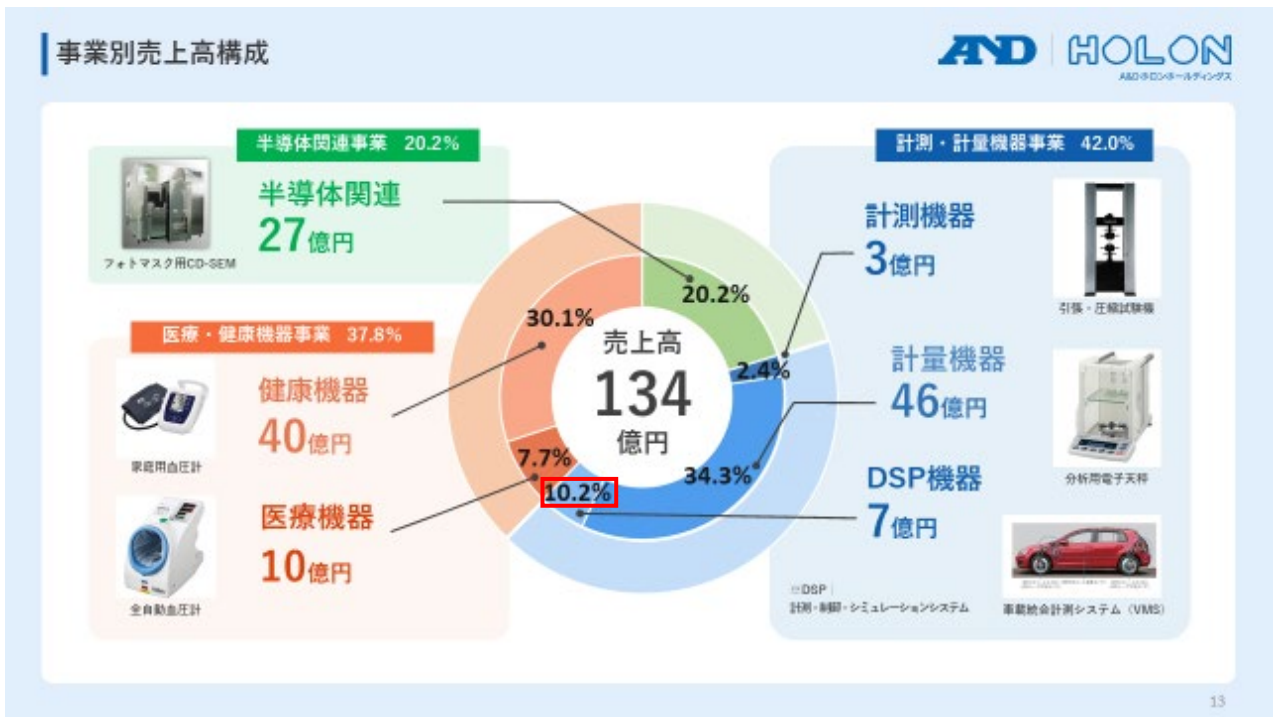 事業別売上高構成
AND
HOLON
A&Dホロンホールディングス
半導体関連事業 20.2%
半導体関連
27億円
フォトマスク用CD-SEM
医療・健康機器事業 37.8%
健康機器
40億円
家庭用血圧計
医療機器
10億円
全自動血圧計
20.2%
30.1%
2.4%
7.7%
10.2%
34.3%
売上高
134
億円
計測・計量機器事業 42.0%
計測機器
3億円
引張・圧縮試験機
計量機器
46億円
分析用電子天秤
DSP機器
7億円
※DSP
計測・制御・シミュレーションシステム
車載統合計測システム（VMS）
13